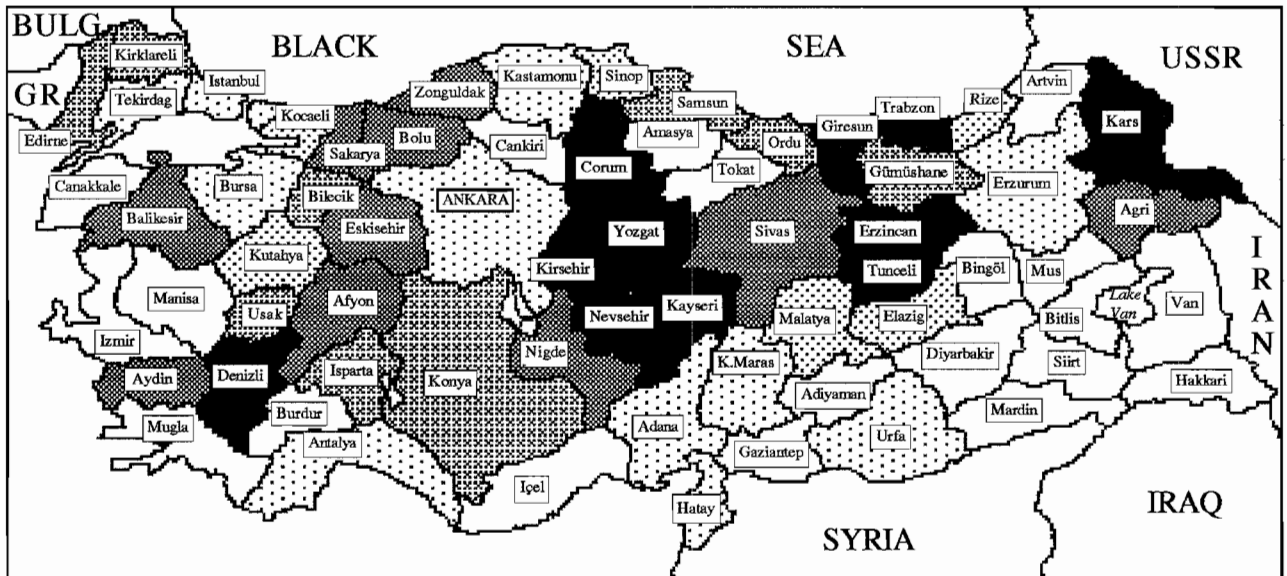 BULG
BLACK
SEA
USSR
GR
Kirklareli
Istanbul
Tekirdag
Edirne
Kocaeli
Zonguldak
Kastamonu
Sinop
Samsun
Trabzon
Rize
Artvin
Kars
Sakarya
Bolu
Cankiri
Corum
Amasya
Ordu
Giresun
Tokat
Gümüshane
Erzurum
Canakkale
Bursa
Bilecik
ANKARA
Balikesir
Eskisehir
Yozgat
Sivas
Erzincan
Agri
Kutahya
Kirsehir
Tunceli
Bingöl
Mus
IRAN
Manisa
Usak
Afyon
Nevsehir
Kayseri
Malatya
Elazig
Bitlis
Lake
Van
Van
Izmir
Aydin
Denizli
Isparta
Konya
Nigde
K.Maras
Diyarbakir
Siirt
Hakkari
Mugla
Burdur
Antalya
Adana
Adiyaman
Mardin
Gaziantep
Urfa
Içel
Hatay
SYRIA
IRAQ